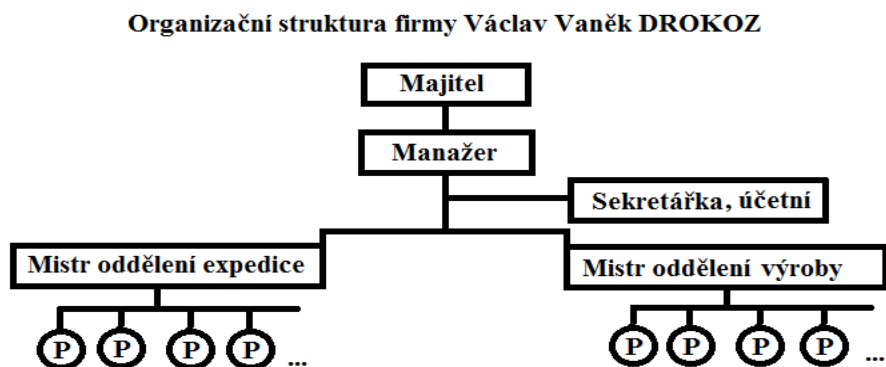 Organizační struktura firmy Václav Vaněk DROKOZ
Majitel
Manažer
Sekretářka, účetní
Mistr oddělení expedice
Mistr oddělení výroby
P P P P ...
P P P P ...